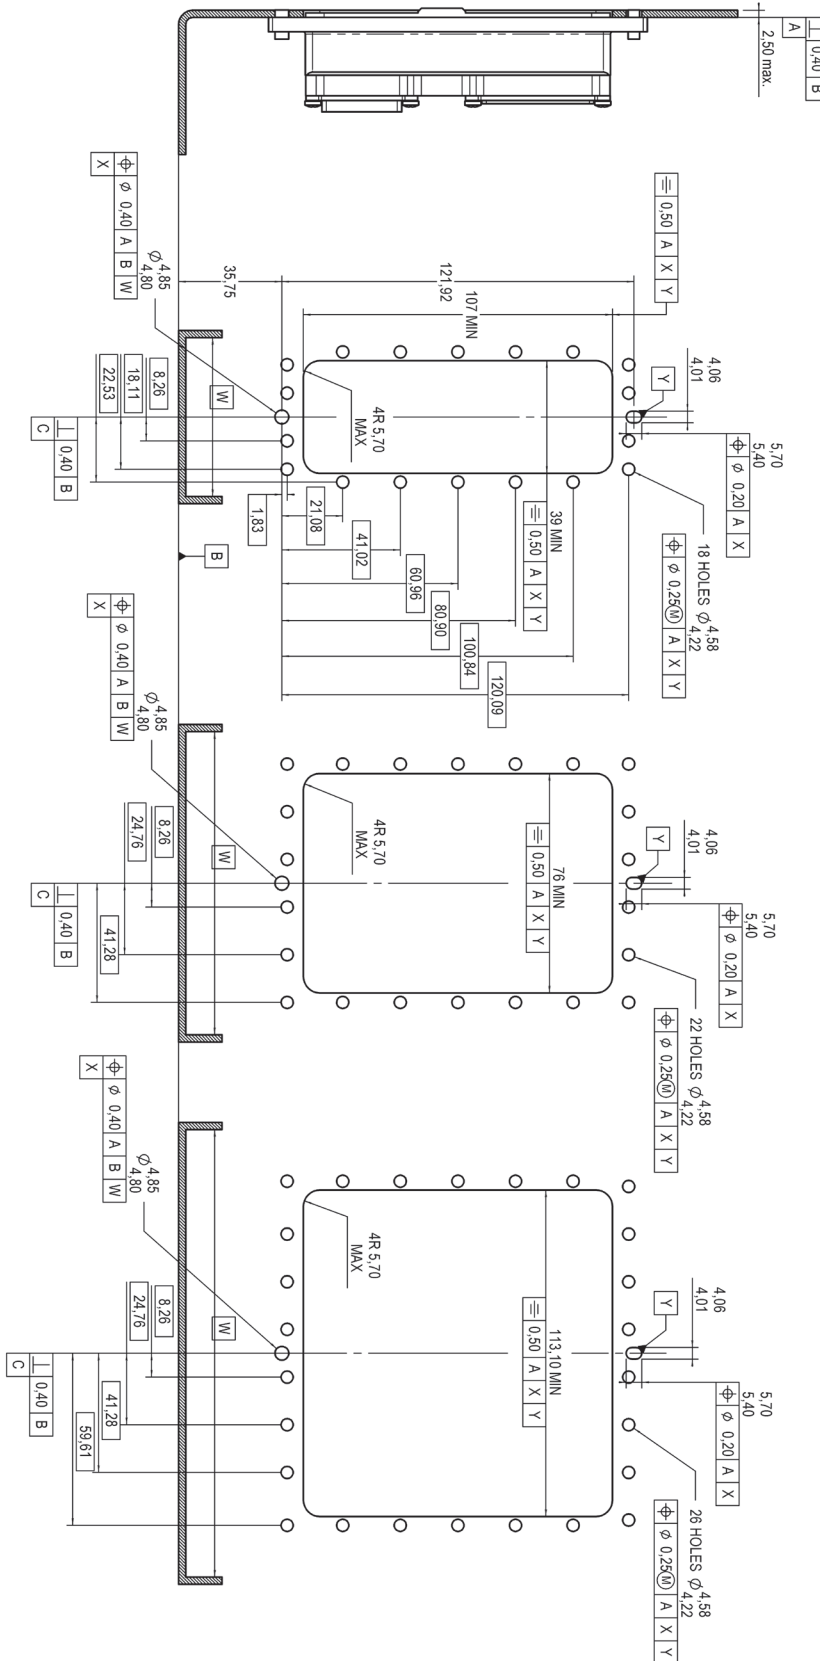 ⊥ 0,40 B
A
2,50 max.
⌯ 0,50 A X Y
121,92
107 MIN
35,75
⌖ Ø 0,40 A B W
X
Ø 4,85
4,80
4,06
4,01
Y
5,70
5,40
⌖ Ø 0,20 A X
18 HOLES Ø 4,58
4,22
⌖ Ø 0,25Ⓜ A X Y
39 MIN
⌯ 0,50 A X Y
4R 5,70
MAX
120,09
100,84
80,90
60,96
41,02
21,08
1,83
W
8,26
18,11
22,53
⊥ 0,40 B
C
B
4,06
4,01
Y
5,70
5,40
⌖ Ø 0,20 A X
22 HOLES Ø 4,58
4,22
⌖ Ø 0,25Ⓜ A X Y
76 MIN
⌯ 0,50 A X Y
4R 5,70
MAX
W
Ø 4,85
4,80
⌖ Ø 0,40 A B W
X
8,26
24,76
41,28
⊥ 0,40 B
C
4,06
4,01
Y
5,70
5,40
⌖ Ø 0,20 A X
26 HOLES Ø 4,58
4,22
⌖ Ø 0,25Ⓜ A X Y
113,10 MIN
⌯ 0,50 A X Y
4R 5,70
MAX
W
Ø 4,85
4,80
⌖ Ø 0,40 A B W
X
8,26
24,76
41,28
59,61
⊥ 0,40 B
C